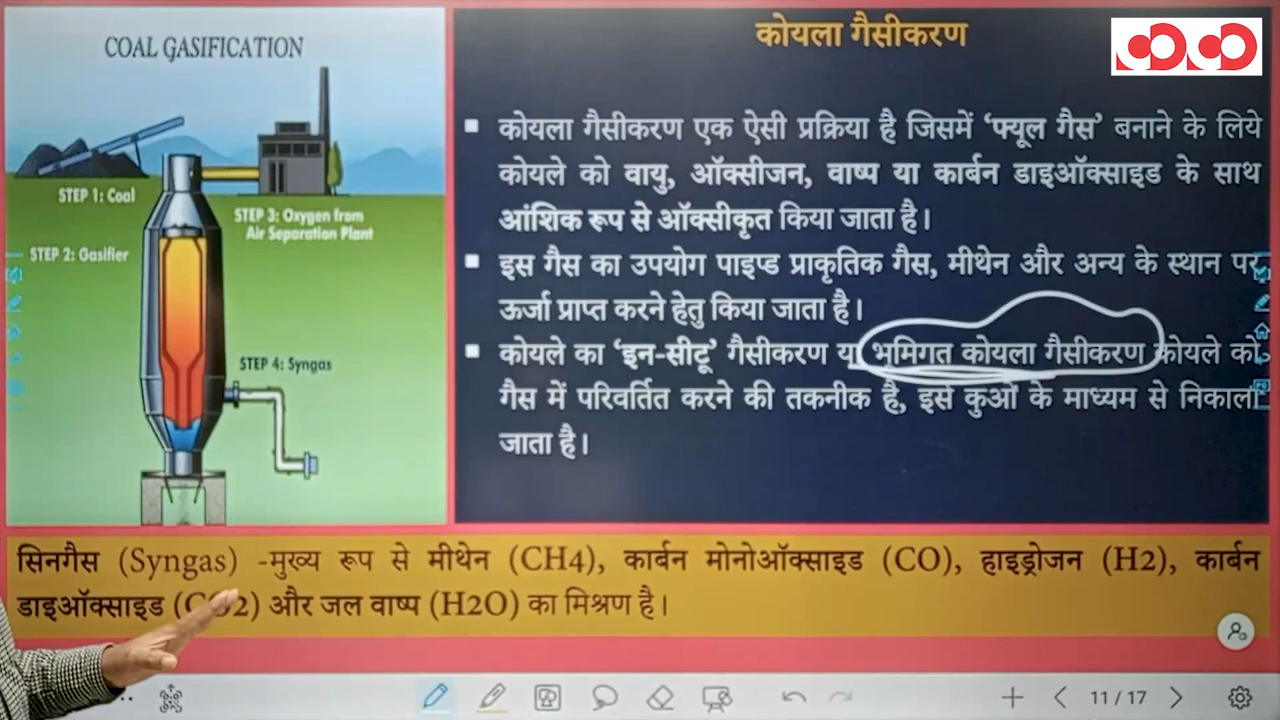 COAL GASIFICATION
STEP 1: Coal
STEP 3: Oxygen from
Air Separation Plant
STEP 2: Gasifier
STEP 4: Syngas
कोयला गैसीकरण
कोयला गैसीकरण एक ऐसी प्रक्रिया है जिसमें ‘फ्यूल गैस’ बनाने के लिये
कोयले को वायु, ऑक्सीजन, वाष्प या कार्बन डाइऑक्साइड के साथ
आंशिक रूप से ऑक्सीकृत किया जाता है।
इस गैस का उपयोग पाइप्ड प्राकृतिक गैस, मीथेन और अन्य के स्थान पर
ऊर्जा प्राप्त करने हेतु किया जाता है।
कोयले का ‘इन-सीटू’ गैसीकरण या भूमिगत कोयला गैसीकरण कोयले को
गैस में परिवर्तित करने की तकनीक है, इसे कुओं के माध्यम से निकाला
जाता है।
सिनगैस (Syngas) -मुख्य रूप से मीथेन (CH4), कार्बन मोनोऑक्साइड (CO), हाइड्रोजन (H2), कार्बन
डाइऑक्साइड (CO2) और जल वाष्प (H2O) का मिश्रण है।
11 / 17